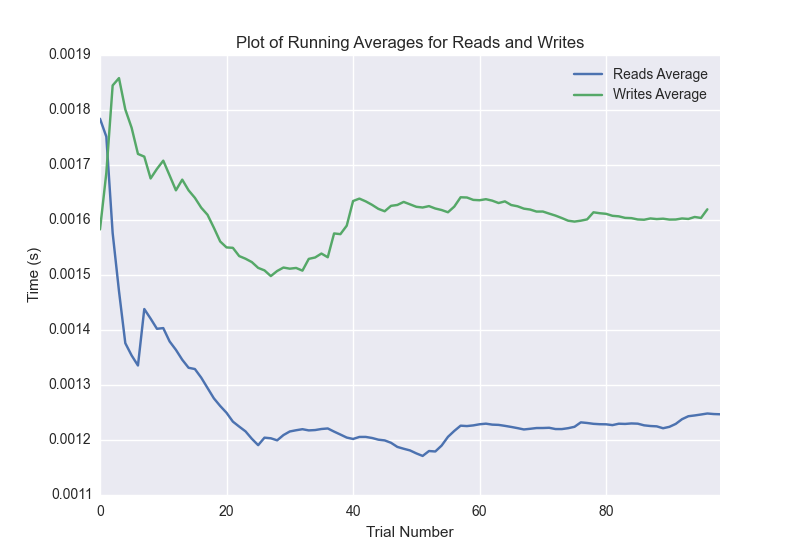 Plot of Running Averages for Reads and Writes
0.0019
Reads Average
Writes Average
0.0018
0.0017
0.0016
0.0015
0.0014
0.0013
0.0012
0.0011
Time (s)
0 20 40 60 80
Trial Number